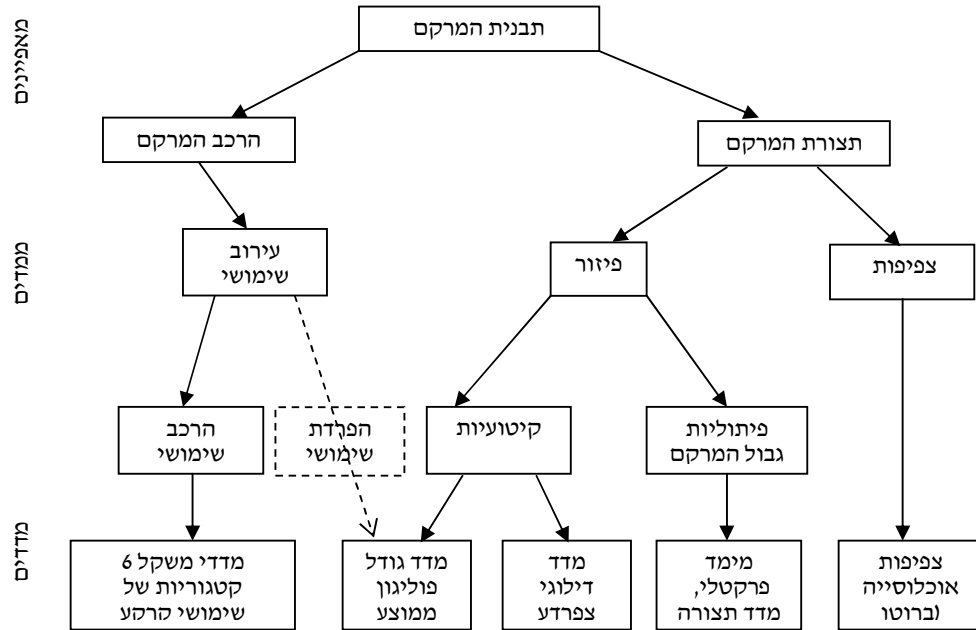 תבנית המרקם
מאפיינים
תצורת המרקם
הרכב המרקם
ממדים
צפיפות
פיזור
עירוב
שימושי
פיתוליות
גבול המרקם
קיטועיות
הפרדת
שימושי
הרכב
שימושי
מדדים
צפיפות
אוכלוסייה
(ברוטו
מימד
פרקטלי,
מדד תצורה
מדד
דילוגי
צפרדע
מדד גודל
פוליגון
ממוצע
מדדי משקל 6
קטגוריות של
שימושי קרקע